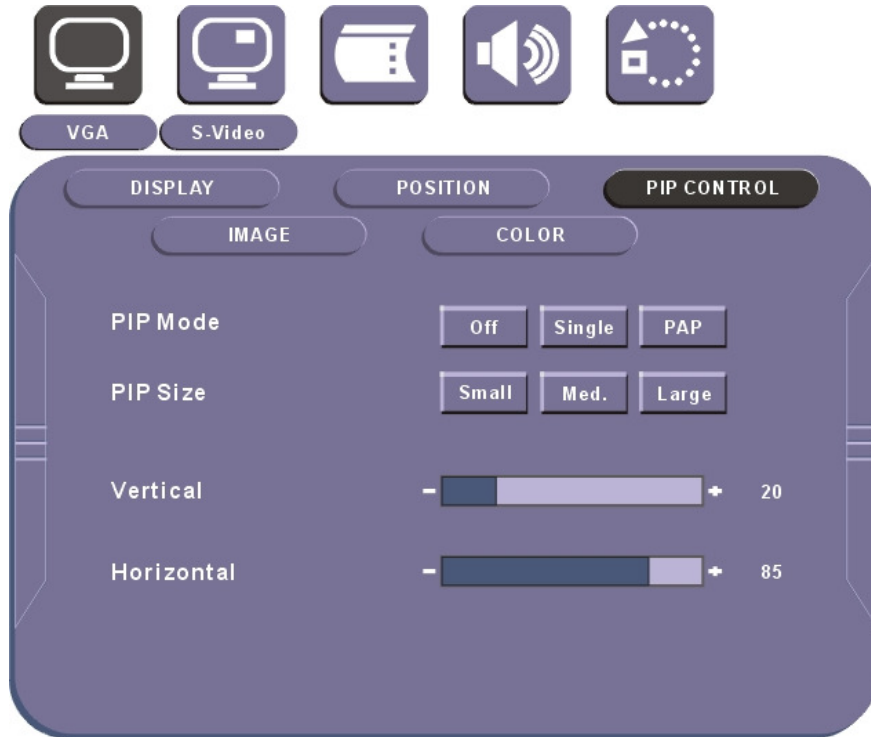 VGA S-Video
DISPLAY POSITION PIP CONTROL
IMAGE COLOR
PIP Mode Off Single PAP
PIP Size Small Med. Large
Vertical - + 20
Horizontal - + 85